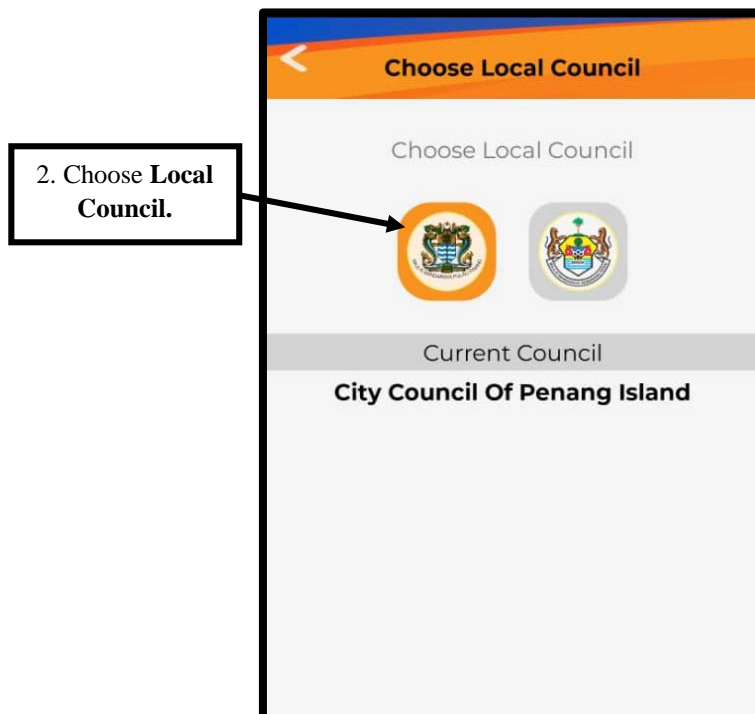 Choose Local Council
Choose Local Council
2. Choose Local
Council.
Current Council
City Council Of Penang Island